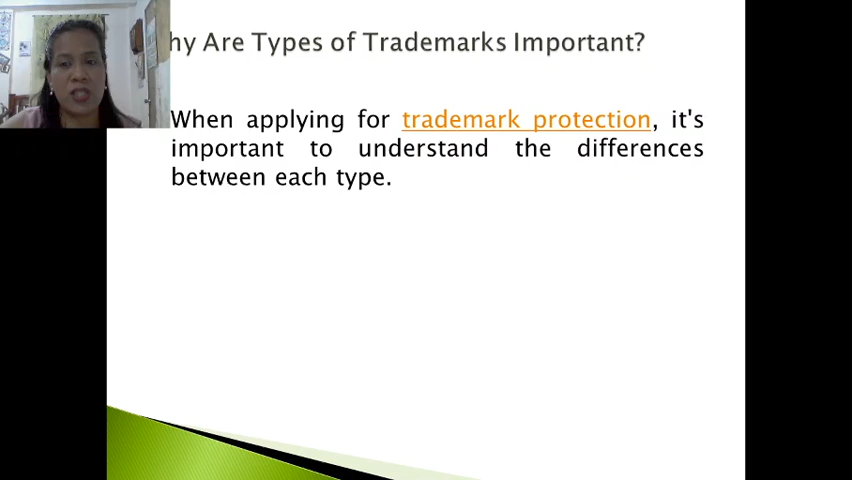 hy Are Types of Trademarks Important?
When applying for trademark protection, it's
important to understand the differences
between each type.